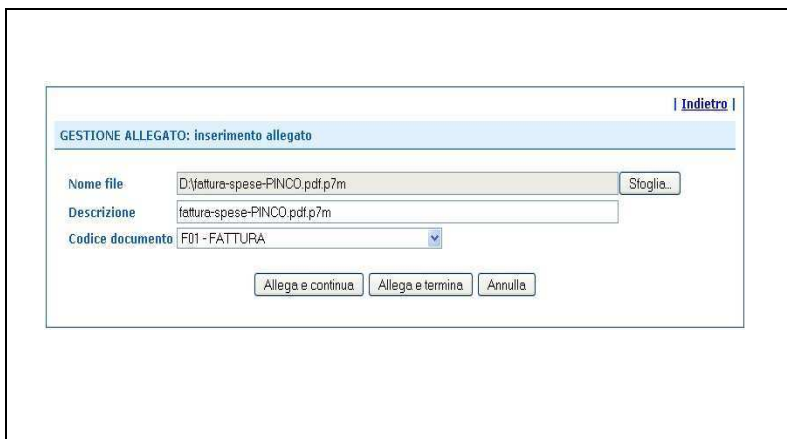 | Indietro |
GESTIONE ALLEGATO: inserimento allegato
Nome file D:\fattura-spese-PINCO.pdf.p7m Sfoglia...
Descrizione fattura-spese-PINCO.pdf.p7m
Codice documento F01 - FATTURA
Allega e continua Allega e termina Annulla